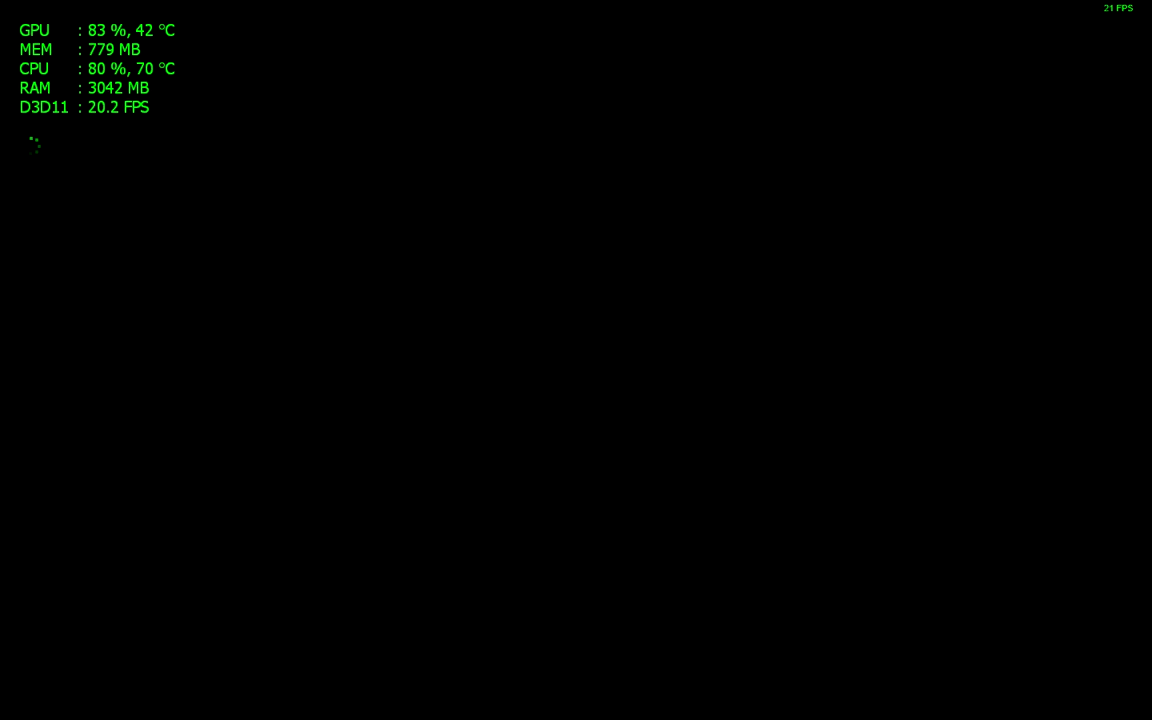 21 FPS
GPU : 83 %, 42 °C
MEM : 779 MB
CPU : 80 %, 70 °C
RAM : 3042 MB
D3D11 : 20.2 FPS